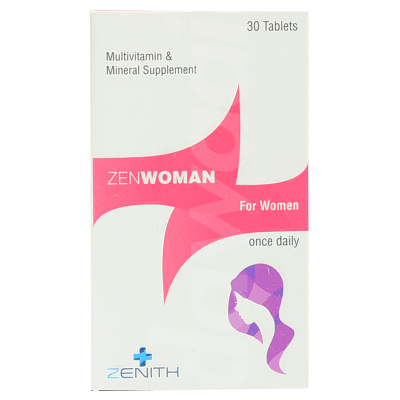 30 Tablets
Multivitamin &
Mineral Supplement
ZENWOMAN
For Women
once daily
ZENITH